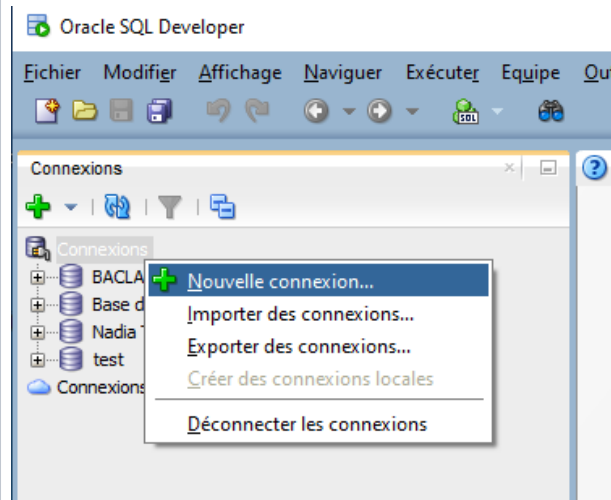 Oracle SQL Developer
Fichier Modifier Affichage Naviguer Exécuter Equipe
Connexions
Connexions
BACLA
Base d
Nadia
test
Connexions
Nouvelle connexion...
Importer des connexions...
Exporter des connexions...
Créer des connexions locales
Déconnecter les connexions
SQL